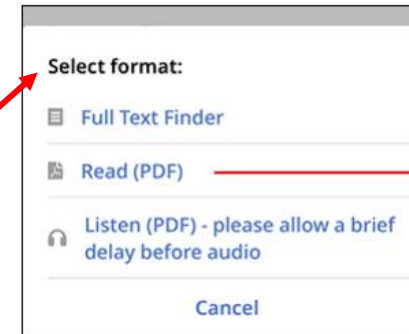 Select format:
Full Text Finder
Read (PDF)
Listen (PDF) - please allow a brief
delay before audio
Cancel